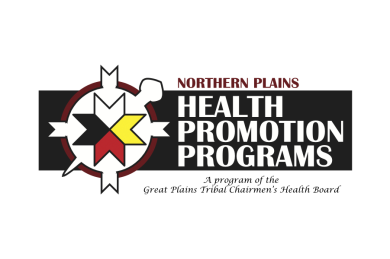 NORTHERN PLAINS
HEALTH
PROMOTION
PROGRAMS
A program of the
Great Plains Tribal Chairmen's Health Board